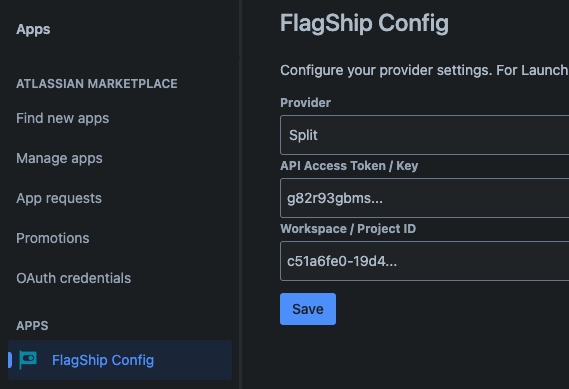 Apps
ATLASSIAN MARKETPLACE
Find new apps
Manage apps
App requests
Promotions
OAuth credentials
APPS
FlagShip Config
FlagShip Config
Configure your provider settings. For Launch
Provider
Split
API Access Token / Key
g82r93gbms...
Workspace / Project ID
c51a6fe0-19d4...
Save